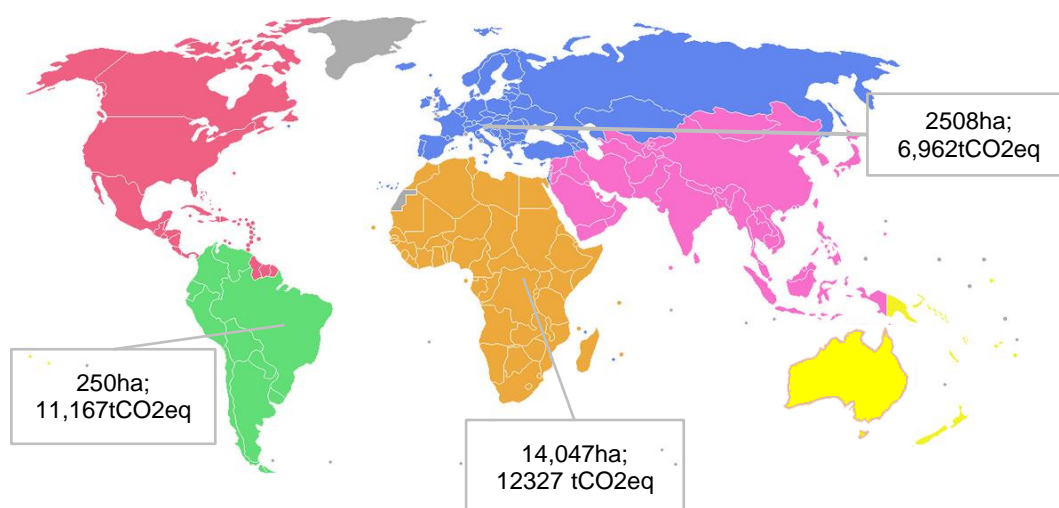 2508ha;
6,962tCO2eq
250ha;
11,167tCO2eq
14,047ha;
12327 tCO2eq